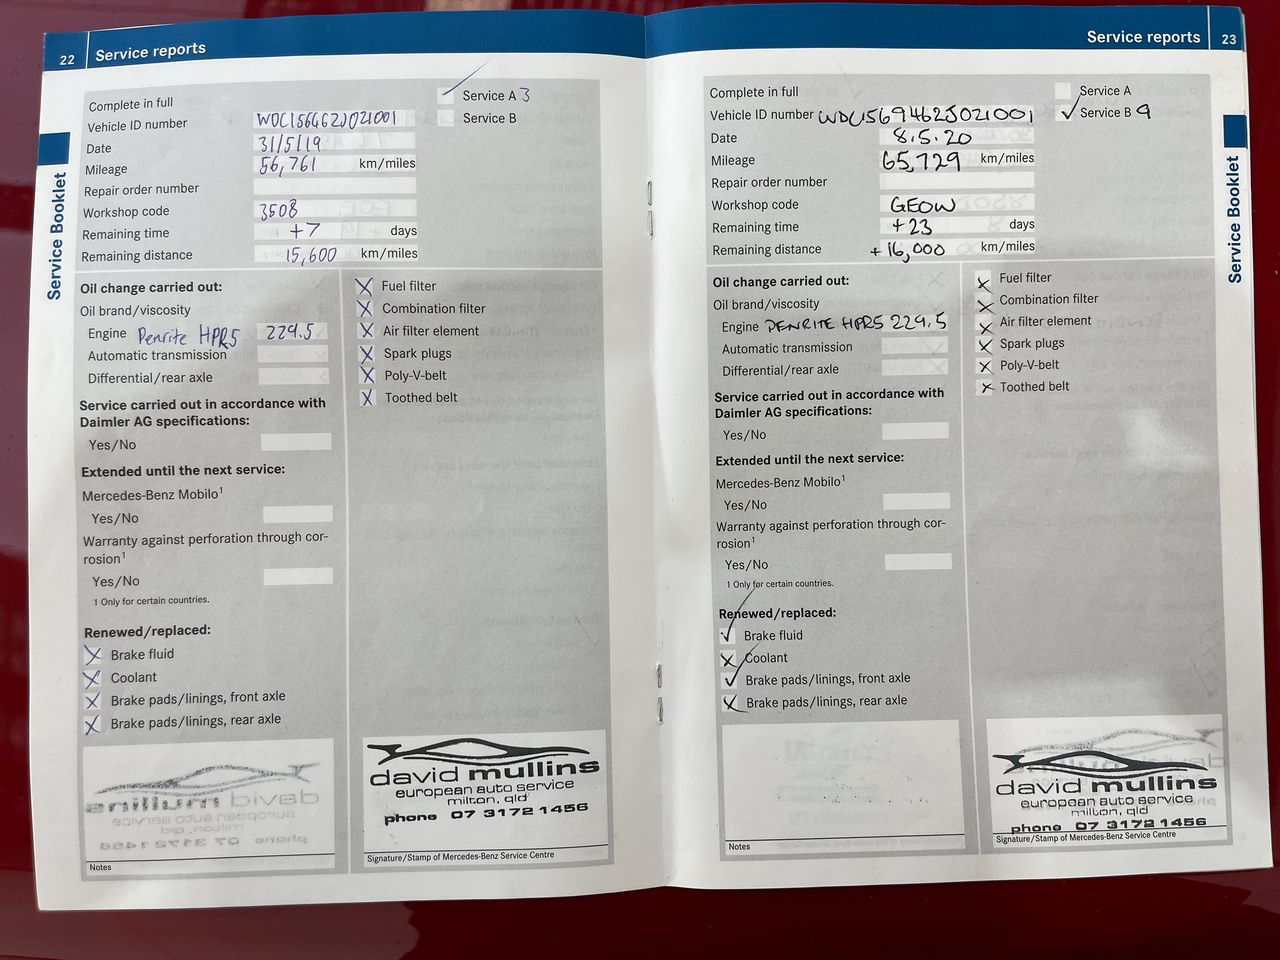 22 Service reports
Complete in full
Service A 3
Service B
Vehicle ID number WDC156462J021001
Date 31/5/19
Mileage 56,761 km/miles
Repair order number
Workshop code 3508
Remaining time +7 days
Remaining distance 15,600 km/miles
Service Booklet
Oil change carried out:
Oil brand/viscosity
Engine Penrite HPR5 229.5
Automatic transmission
Differential/rear axle
Service carried out in accordance with
Daimler AG specifications:
Yes/No
Extended until the next service:
Mercedes-Benz Mobilo1
Yes/No
Warranty against perforation through cor-
rosion1
Yes/No
1 Only for certain countries.
Renewed/replaced:
X Brake fluid
X Coolant
X Brake pads/linings, front axle
X Brake pads/linings, rear axle
Notes
X Fuel filter
X Combination filter
X Air filter element
X Spark plugs
X Poly-V-belt
X Toothed belt
david mullins
european auto service
milton, qld
phone 07 3172 1456
Signature/Stamp of Mercedes-Benz Service Centre
Service reports 23
Complete in full
Service A
Service B 9
Vehicle ID number WDC1569462J021001
Date 8.5.20
Mileage 65,729 km/miles
Repair order number
Workshop code GEOW
Remaining time +23 days
Remaining distance +16,000 km/miles
Service Booklet
Oil change carried out:
Oil brand/viscosity
Engine PENRITE HPR5 229.5
Automatic transmission
Differential/rear axle
Service carried out in accordance with
Daimler AG specifications:
Yes/No
Extended until the next service:
Mercedes-Benz Mobilo1
Yes/No
Warranty against perforation through cor-
rosion1
Yes/No
1 Only for certain countries.
Renewed/replaced:
✓ Brake fluid
X Coolant
✓ Brake pads/linings, front axle
X Brake pads/linings, rear axle
Notes
X Fuel filter
X Combination filter
X Air filter element
X Spark plugs
X Poly-V-belt
X Toothed belt
david mullins
european auto service
milton, qld
phone 07 3172 1456
Signature/Stamp of Mercedes-Benz Service Centre